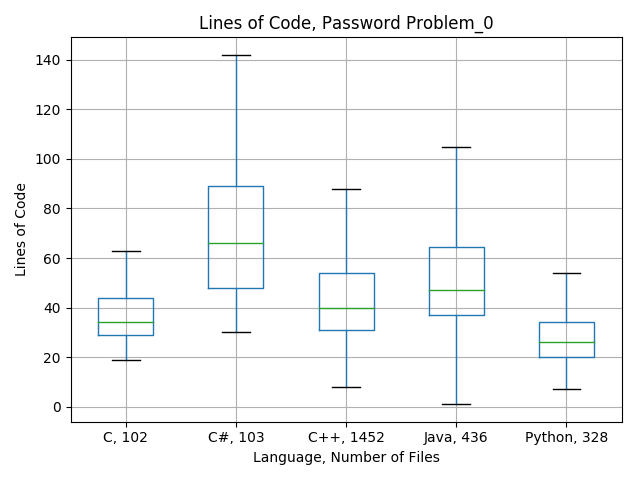 Lines of Code, Password Problem_0
Lines of Code
140
120
100
80
60
40
20
0
C, 102
C#, 103
C++, 1452
Java, 436
Python, 328
Language, Number of Files